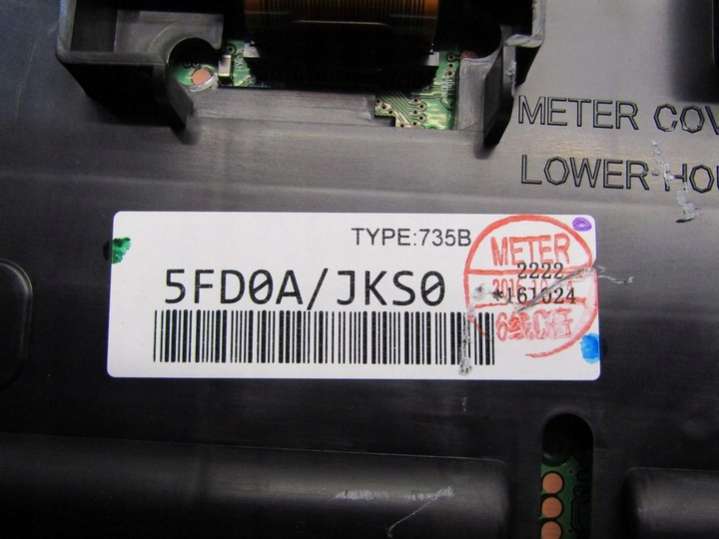 METER COV
LOWER HOU
TYPE:735B
5FD0A/JKS0
METER
2222
*161024